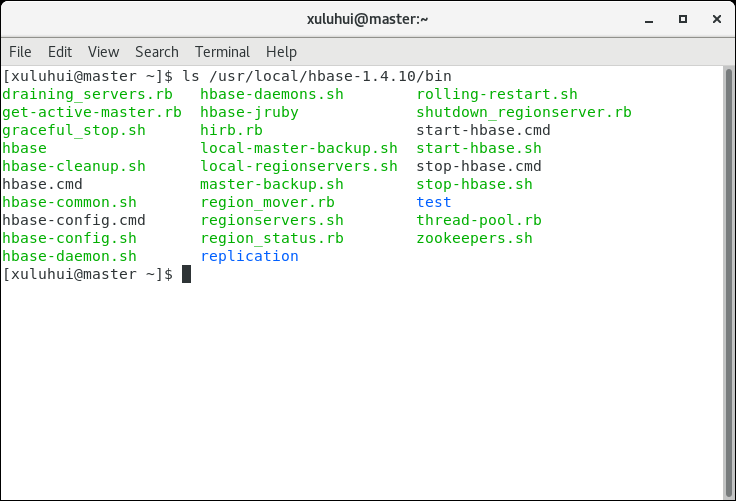 xuluhui@master:~
File Edit View Search Terminal Help
[xuluhui@master ~]$ ls /usr/local/hbase-1.4.10/bin
draining_servers.rb hbase-daemons.sh rolling-restart.sh
get-active-master.rb hbase-jruby shutdown_regionserver.rb
graceful_stop.sh hirb.rb start-hbase.cmd
hbase local-master-backup.sh start-hbase.sh
hbase-cleanup.sh local-regionservers.sh stop-hbase.cmd
hbase.cmd master-backup.sh stop-hbase.sh
hbase-common.sh region_mover.rb test
hbase-config.cmd regionservers.sh thread-pool.rb
hbase-config.sh region_status.rb zookeepers.sh
hbase-daemon.sh replication
[xuluhui@master ~]$